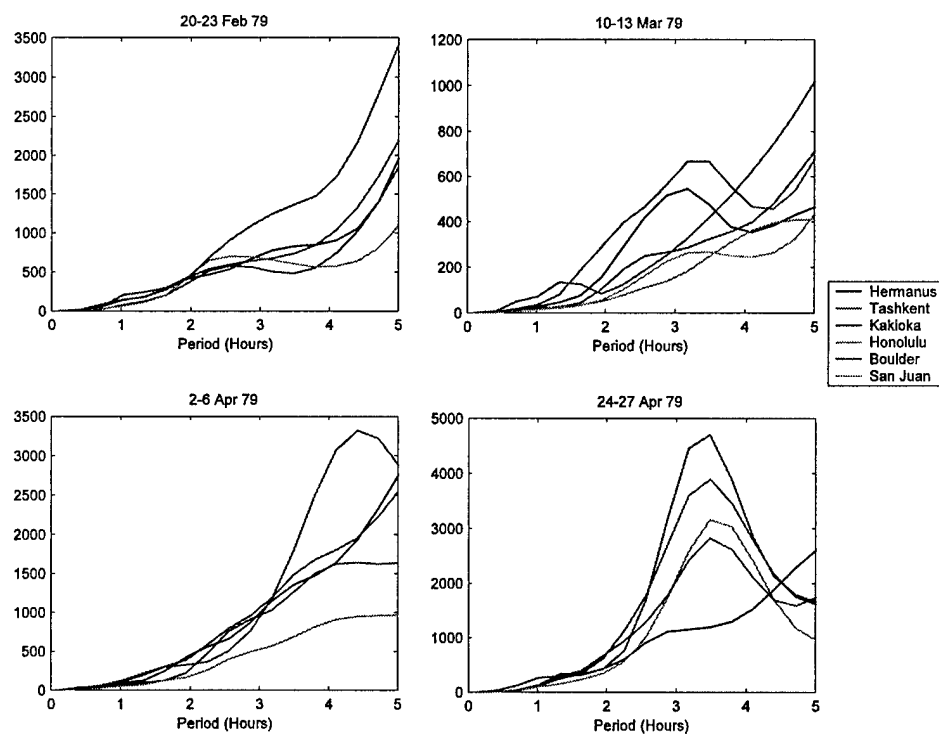 20-23 Feb 79
3500
3000
2500
2000
1500
1000
500
0
0 1 2 3 4 5
Period (Hours)
10-13 Mar 79
1200
1000
800
600
400
200
0
0 1 2 3 4 5
Period (Hours)
Hermanus
Tashkent
Kakioka
Honolulu
Boulder
San Juan
2-6 Apr 79
3500
3000
2500
2000
1500
1000
500
0
0 1 2 3 4 5
Period (Hours)
24-27 Apr 79
5000
4000
3000
2000
1000
0
0 1 2 3 4 5
Period (Hours)